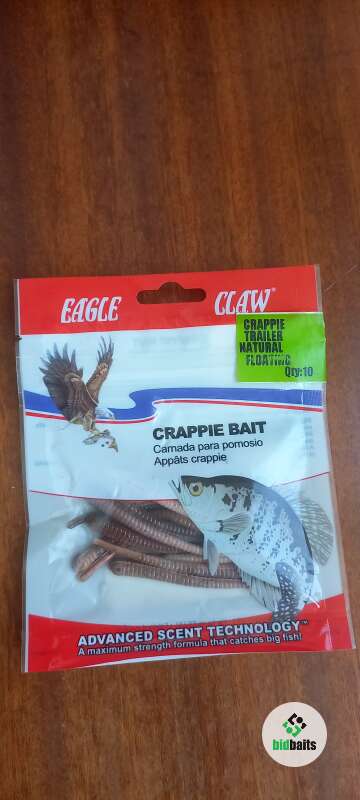 EAGLE CLAW®
CRAPPIE
TRAILER
NATURAL
FLOATING
Qty:10
CRAPPIE BAIT
Carnada para pomosio
Appâts crappie
ADVANCED SCENT TECHNOLOGY™
A maximum strength formula that catches big fish!
bidbaits